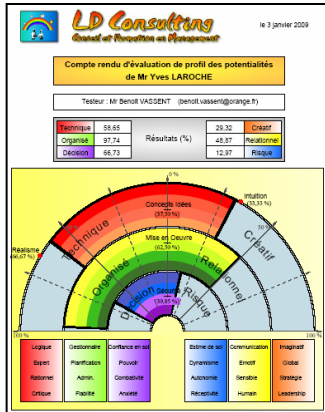 LD Consulting
Conseil et Formation en Management
le 3 janvier 2009
Compte rendu d'évaluation de profil des potentialités
de Mr Yves LAROCHE
Testeur : Mr Benoit VASSENT (benoit.vassent@orange.fr)
Technique 58,65 Résultats (%) 29,32 Créatif
Organisé 97,74 48,87 Relationnel
Décision 66,73 12,97 Risque
0 %
Intuition
(33,33 %)
Concepts Idées
(37,30 %)
50 % 50 %
Réalisme
(66,67 %)
Technique
Créatif
Mise en Oeuvre
(62,50 %)
Organisé
Relationnel
Sécurité
(39,85 %)
Décision
Risque
100 % 100 %
Logique Gestionnaire Confiance en soi Estime de soi Communication Imaginatif
Expert Planification Pouvoir Dynamisme Emotif Global
Rationnel Admin. Combativité Autonomie Sensible Stratégie
Critique Fiabilité Anxiété Réceptivité Humain Leadership